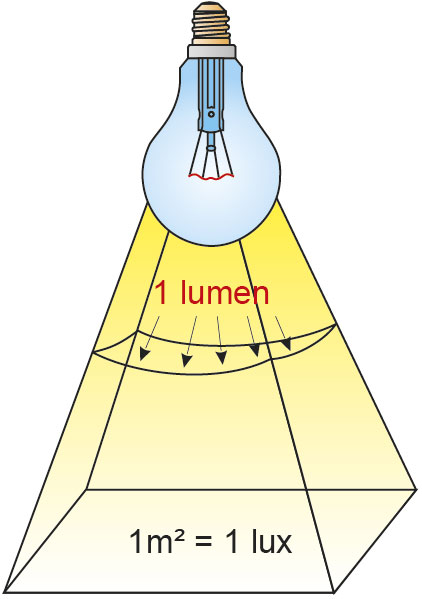 1 lumen
1m² = 1 lux